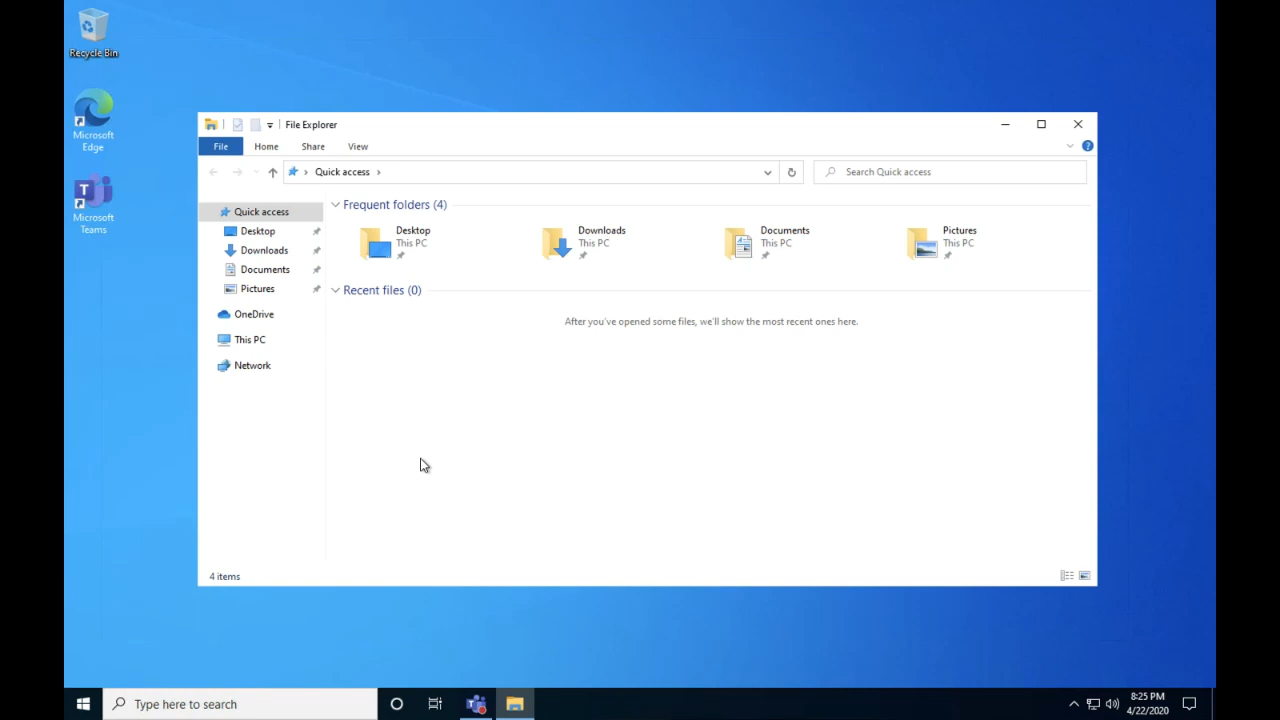 Recycle Bin
Microsoft
Edge
Microsoft
Teams
File Explorer
File Home Share View
Quick access
Search Quick access
Quick access
Desktop
Downloads
Documents
Pictures
OneDrive
This PC
Network
Frequent folders (4)
Desktop
This PC
Downloads
This PC
Documents
This PC
Pictures
This PC
Recent files (0)
After you've opened some files, we'll show the most recent ones here.
4 items
Type here to search
8:25 PM
4/22/2020